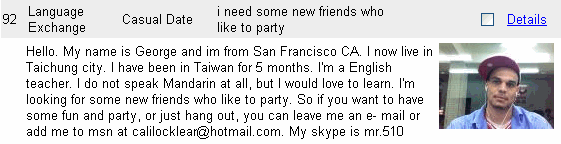 92 Language Exchange Casual Date i need some new friends who like to party Details
Hello. My name is George and im from San Francisco CA. I now live in
Taichung city. I have been in Taiwan for 5 months. I'm a English
teacher. I do not speak Mandarin at all, but I would love to learn. I'm
looking for some new friends who like to party. So if you want to have
some fun and party, or just hang out, you can leave me an e- mail or
add me to msn at calilocklear@hotmail.com. My skype is mr.510